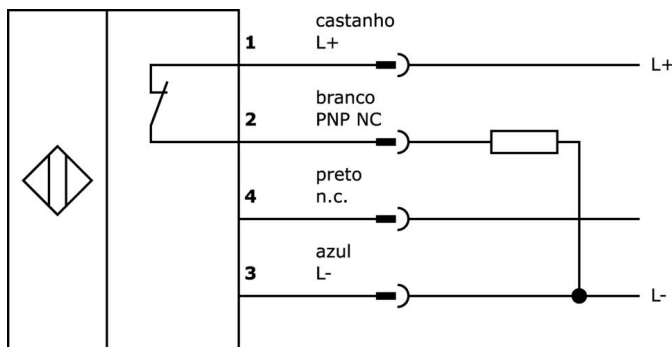 castanho
1 L+
L+
branco
2 PNP NC
preto
4 n.c.
azul
3 L-
L-